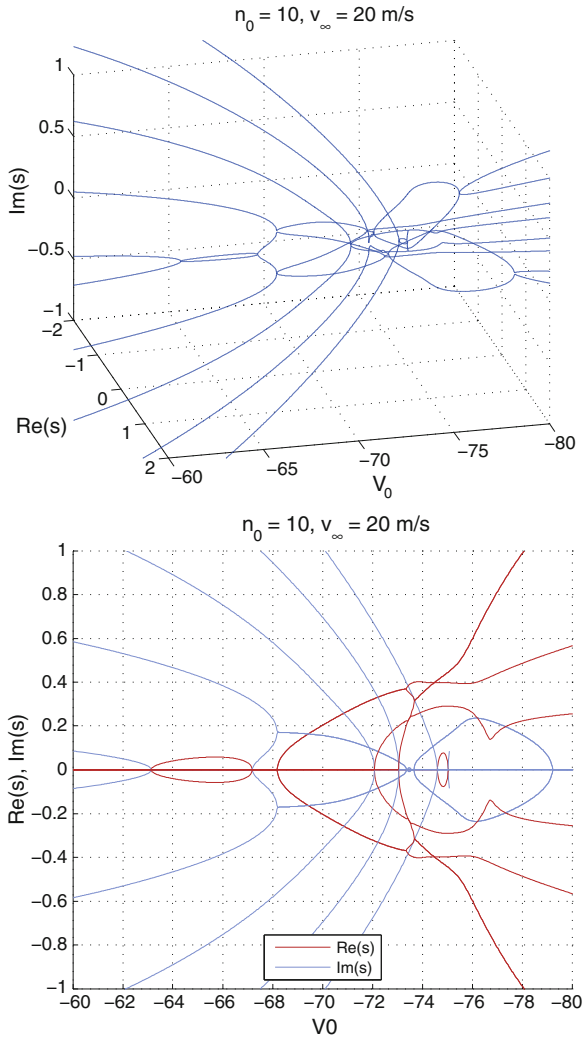 n₀ = 10, v∞ = 20 m/s
1
0.5
0
−0.5
−1
Im(s)
−2
−1
0
1
2
Re(s)
−60
−65
−70
−75
−80
V₀
n₀ = 10, v∞ = 20 m/s
1
0.8
0.6
0.4
0.2
0
−0.2
−0.4
−0.6
−0.8
−1
Re(s), Im(s)
Re(s)
Im(s)
−60 −62 −64 −66 −68 −70 −72 −74 −76 −78 −80
V0